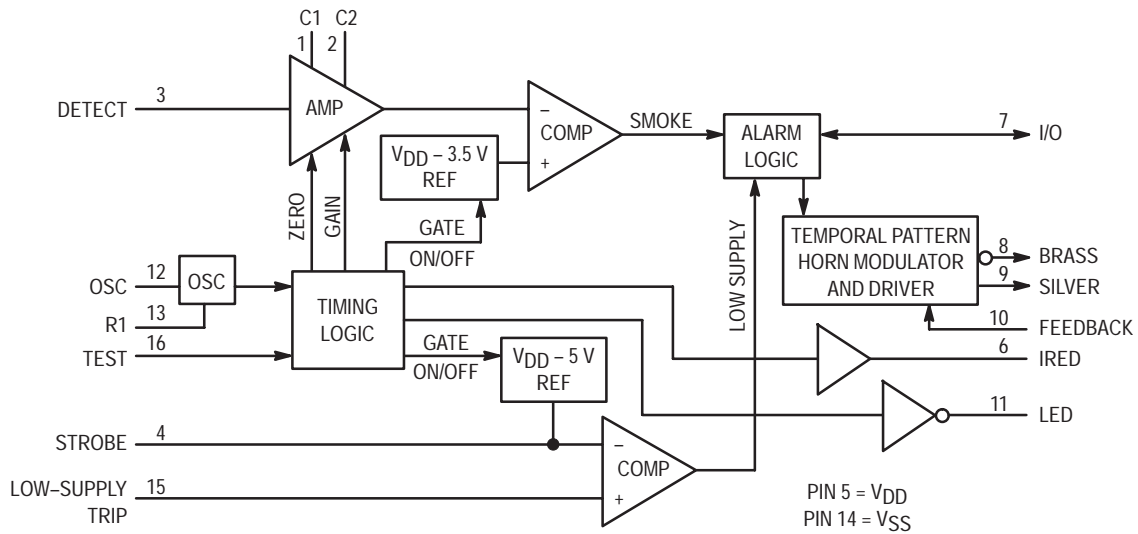 C1 C2
1 2
DETECT 3
AMP
–
COMP
+
SMOKE
ALARM
LOGIC
7 I/O
VDD – 3.5 V
REF
ZERO
GAIN
GATE
ON/OFF
LOW SUPPLY
TEMPORAL PATTERN
HORN MODULATOR
AND DRIVER
8 BRASS
9 SILVER
10 FEEDBACK
OSC 12
OSC
R1 13
TEST 16
TIMING
LOGIC
GATE
ON/OFF
VDD – 5 V
REF
6 IRED
11 LED
STROBE 4
–
COMP
+
LOW–SUPPLY
TRIP
15
PIN 5 = VDD
PIN 14 = VSS